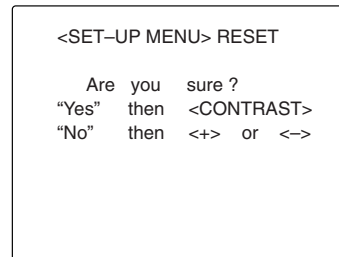 <SET–UP MENU> RESET
Are you sure ?
“Yes” then <CONTRAST>
“No” then <+> or <–>